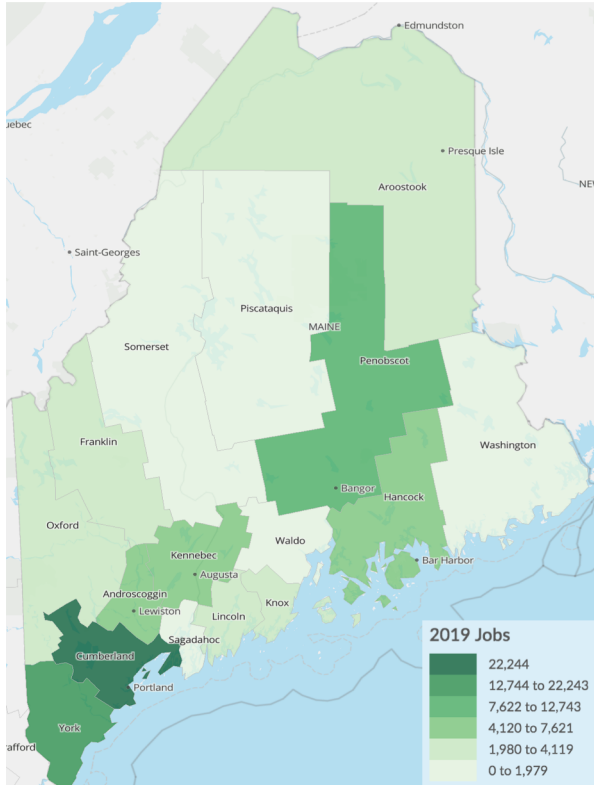 Edmundston
uebec
Presque Isle
Aroostook
NEW
Saint-Georges
Piscataquis
MAINE
Somerset
Penobscot
Franklin
Washington
Bangor
Hancock
Oxford
Waldo
Kennebec
Bar Harbor
Augusta
Androscoggin
Knox
Lewiston
Lincoln
Sagadahoc
Cumberland
Portland
York
rafford
2019 Jobs
22,244
12,744 to 22,243
7,622 to 12,743
4,120 to 7,621
1,980 to 4,119
0 to 1,979